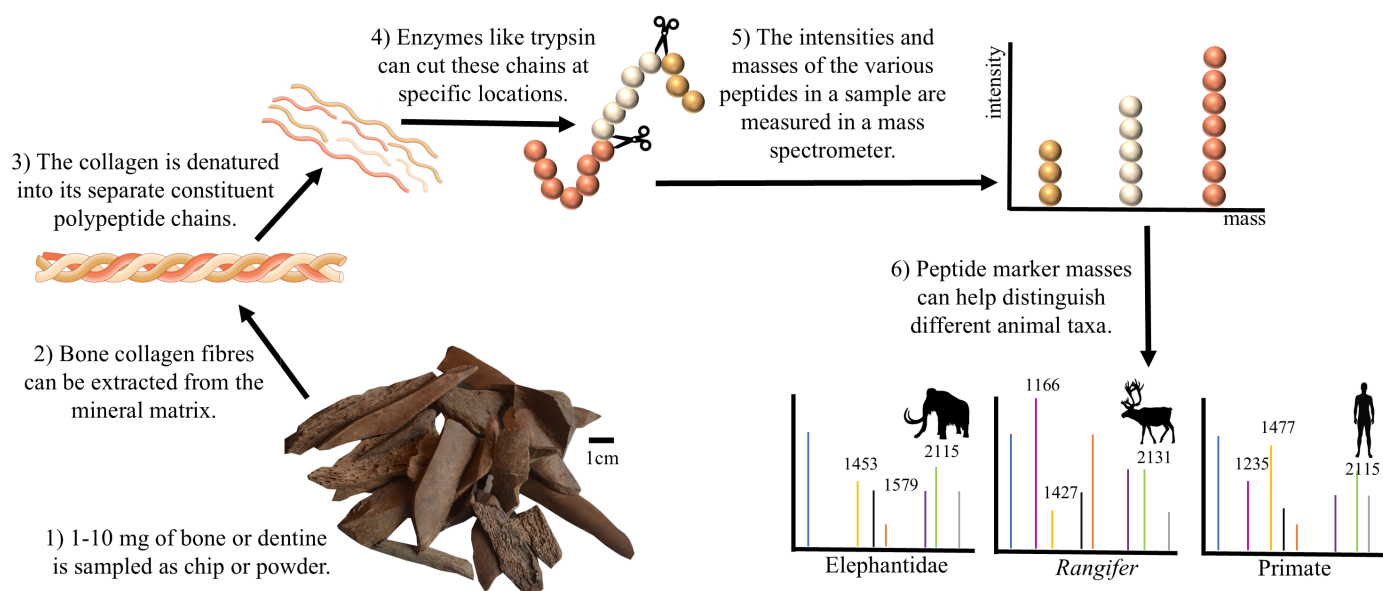 1) 1-10 mg of bone or dentine
is sampled as chip or powder.
1cm
2) Bone collagen fibres
can be extracted from the
mineral matrix.
3) The collagen is denatured
into its separate constituent
polypeptide chains.
4) Enzymes like trypsin
can cut these chains at
specific locations.
5) The intensities and
masses of the various
peptides in a sample are
measured in a mass
spectrometer.
intensity
mass
6) Peptide marker masses
can help distinguish
different animal taxa.
1453
1579
2115
Elephantidae
1166
1427
2131
Rangifer
1235
1477
2115
Primate